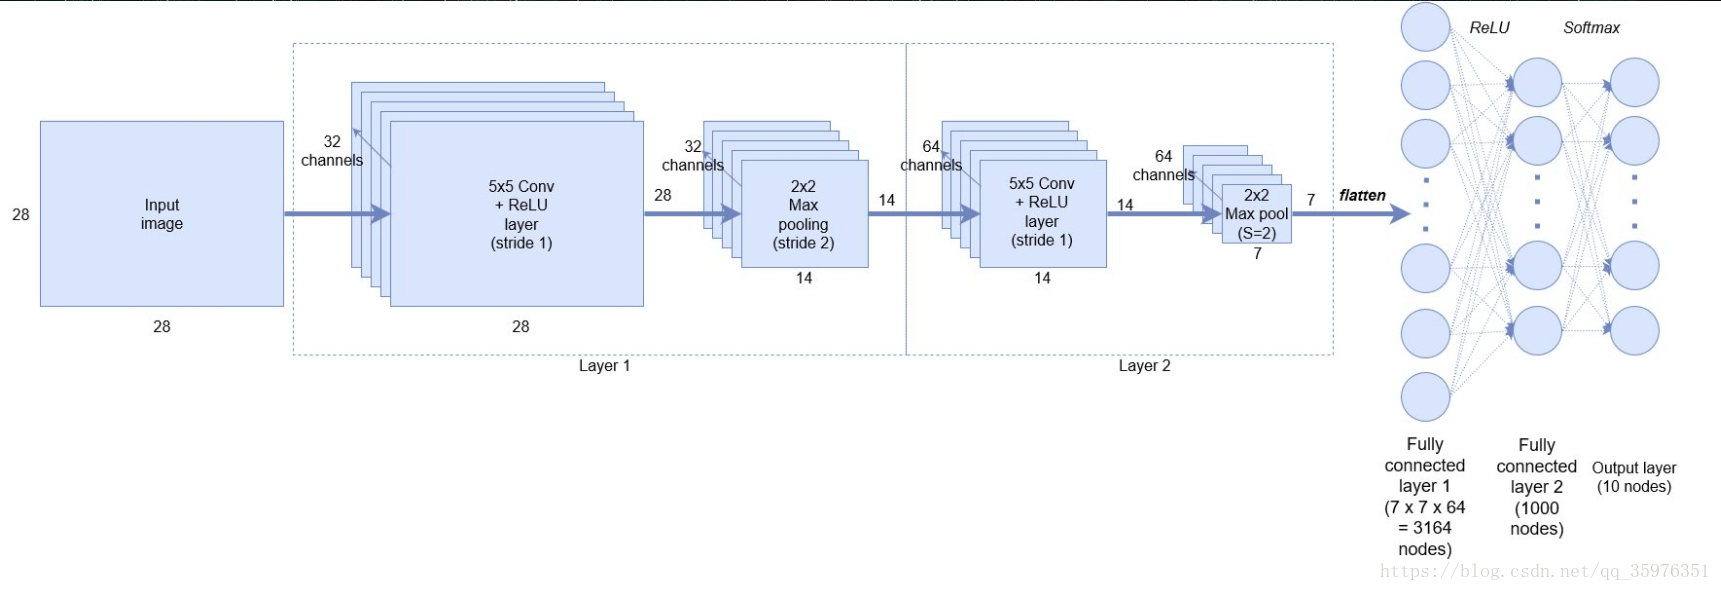 28
Input
image
28
32
channels
5x5 Conv
+ ReLU
layer
(stride 1)
28
28
32
channels
2x2
Max
pooling
(stride 2)
14
14
Layer 1
64
channels
5x5 Conv
+ ReLU
layer
(stride 1)
14
14
64
channels
2x2
Max pool
(S=2)
7
7
Layer 2
flatten
ReLU
Softmax
Fully
connected
layer 1
(7 x 7 x 64
= 3164
nodes)
Fully
connected
layer 2
(1000
nodes)
Output layer
(10 nodes)
https://blog.csdn.net/qq_35976351